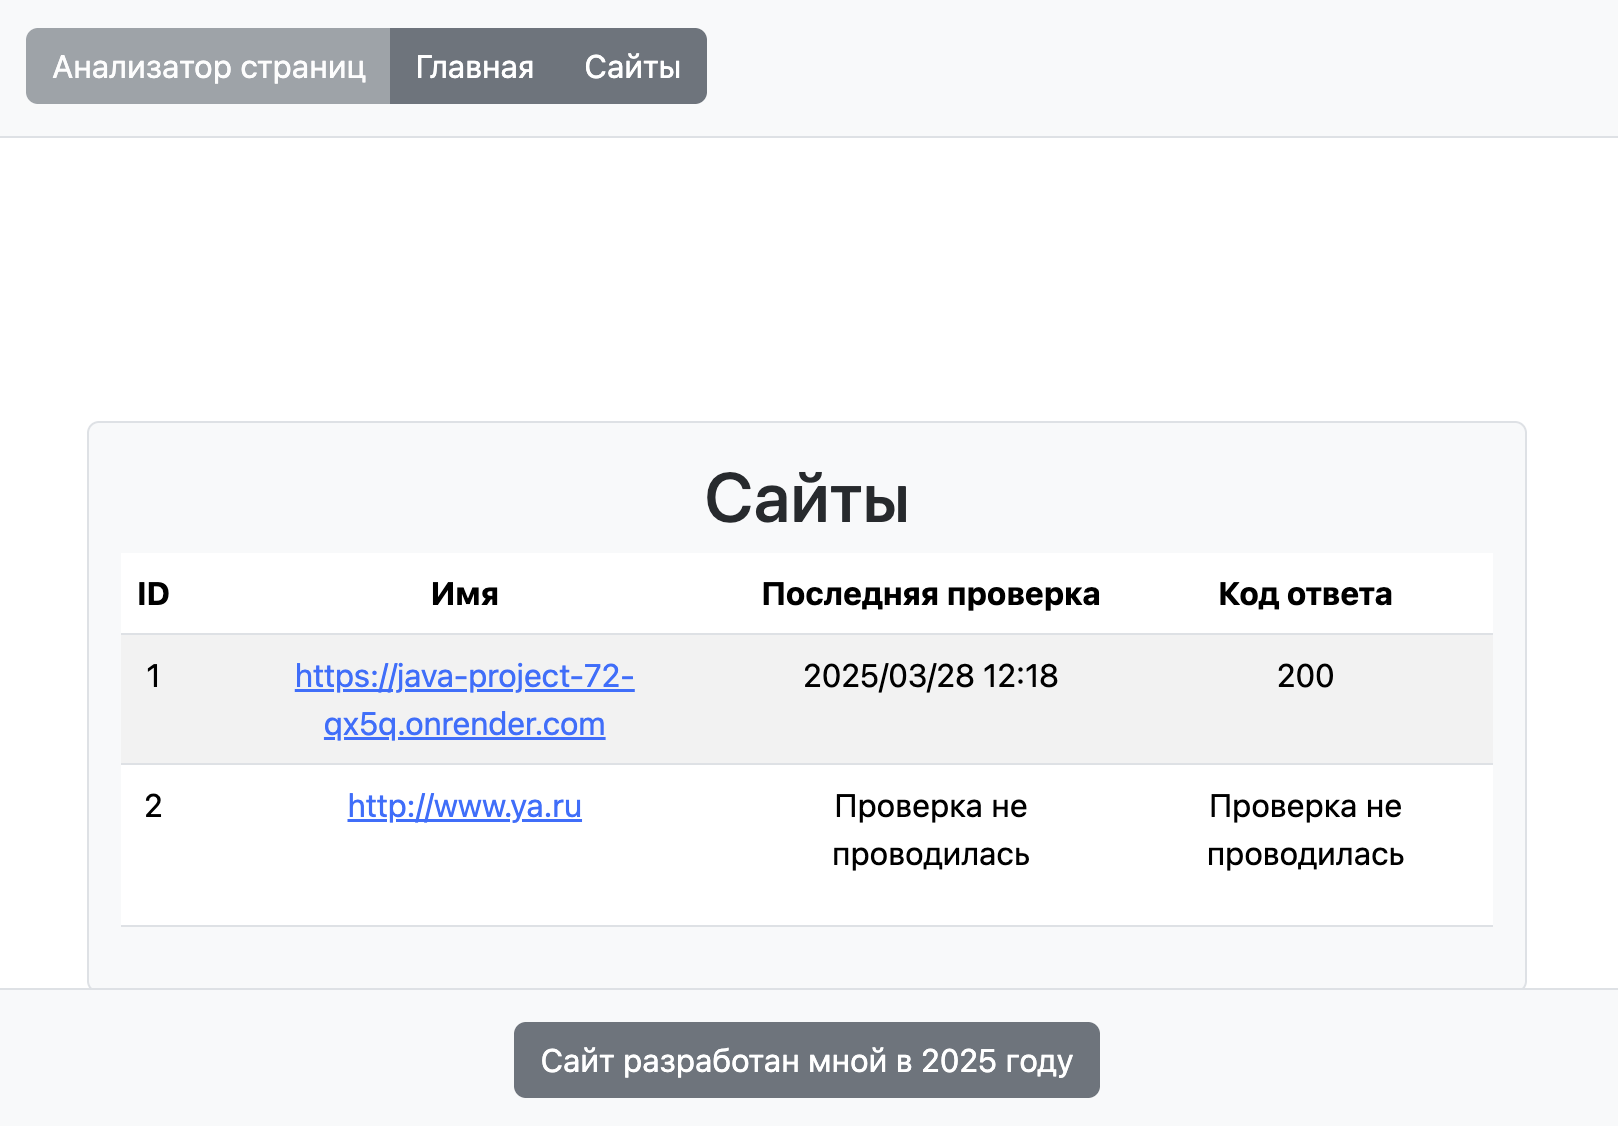 Анализатор страниц Главная Сайты
Сайты
ID Имя Последняя проверка Код ответа
1 https://java-project-72- 2025/03/28 12:18 200
qx5q.onrender.com
2 http://www.ya.ru Проверка не Проверка не
проводилась проводилась
Сайт разработан мной в 2025 году